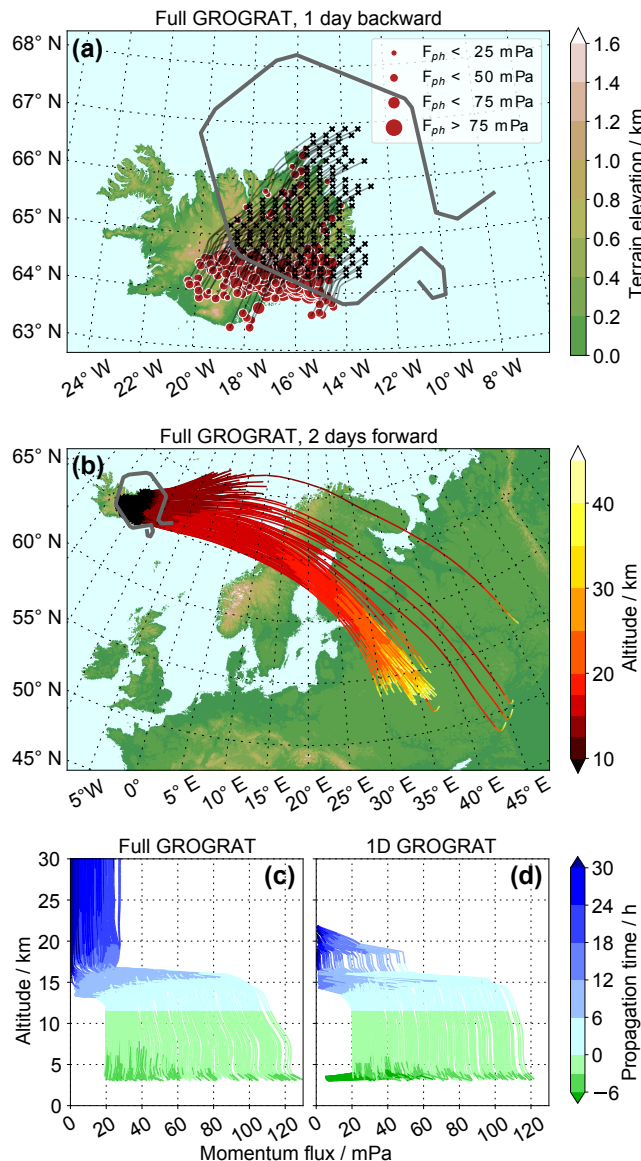 Full GROGRAT, 1 day backward
(a)
F_ph < 25 mPa
F_ph < 50 mPa
F_ph < 75 mPa
F_ph > 75 mPa
68° N
67° N
66° N
65° N
64° N
63° N
24° W
22° W
20° W
18° W
16° W
14° W
12° W
10° W
8° W
1.6
1.4
1.2
1.0
0.8
0.6
0.4
0.2
0.0
Terrain elevation / km
Full GROGRAT, 2 days forward
(b)
65° N
60° N
55° N
50° N
45° N
5°W
0°
5° E
10° E
15° E
20° E
25° E
30° E
35° E
40° E
45° E
40
30
20
10
Altitude / km
Full GROGRAT
(c)
30
25
20
15
10
5
0
Altitude / km
0 20 40 60 80 100 120
1D GROGRAT
(d)
0 20 40 60 80 100 120
Momentum flux / mPa
30
24
18
12
6
0
−6
Propagation time / h